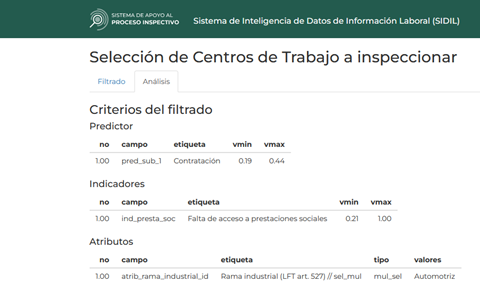 SISTEMA DE APOYO AL
PROCESO INSPECTIVO
Sistema de Inteligencia de Datos de Información Laboral (SIDIL)
Selección de Centros de Trabajo a inspeccionar
Filtrado Análisis
Criterios del filtrado
Predictor
no campo etiqueta vmin vmax
1.00 pred_sub_1 Contratación 0.19 0.44
Indicadores
no campo etiqueta vmin vmax
1.00 ind_presta_soc Falta de acceso a prestaciones sociales 0.21 1.00
Atributos
no campo etiqueta tipo valores
1.00 atrib_rama_industrial_id Rama industrial (LFT art. 527) // sel_mul mul_sel Automotriz